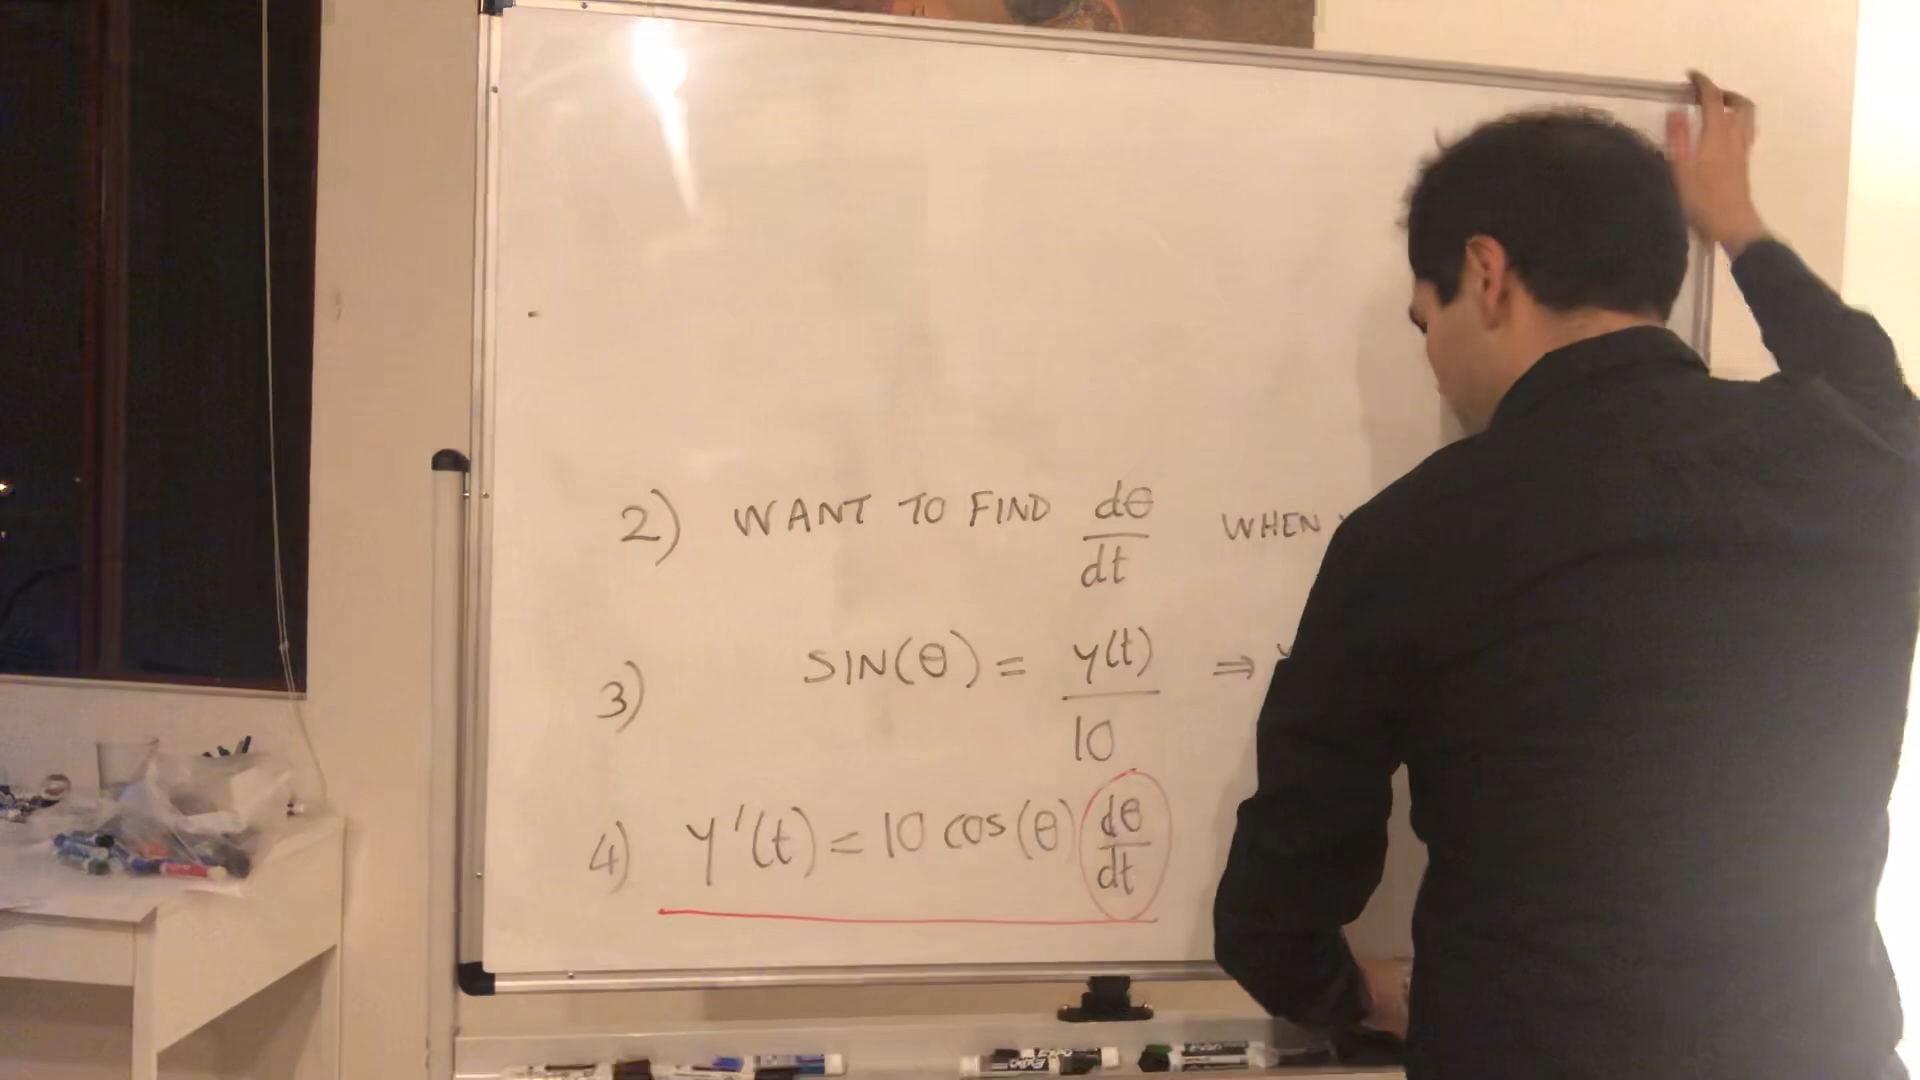 2) WANT TO FIND dθ/dt WHEN
3) SIN(θ) = y(t)/10 ⇒
4) y'(t) = 10 cos(θ) dθ/dt